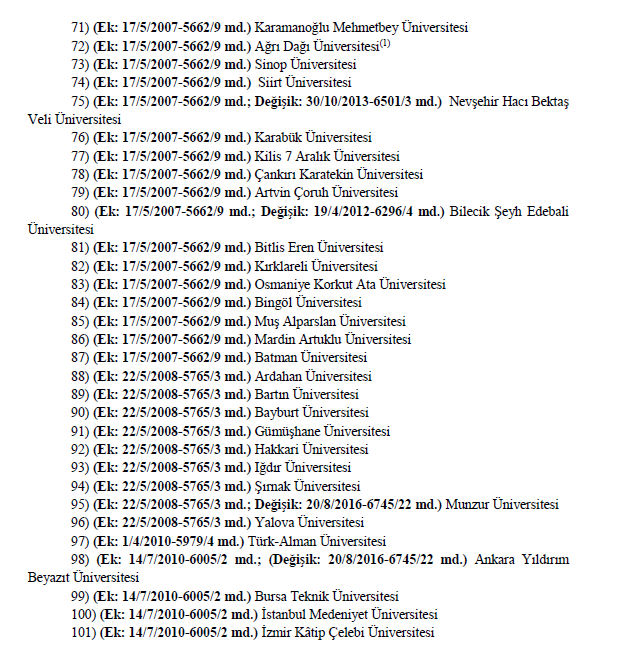 71) (Ek: 17/5/2007-5662/9 md.) Karamanoğlu Mehmetbey Üniversitesi
72) (Ek: 17/5/2007-5662/9 md.) Ağrı Dağı Üniversitesi(1)
73) (Ek: 17/5/2007-5662/9 md.) Sinop Üniversitesi
74) (Ek: 17/5/2007-5662/9 md.) Siirt Üniversitesi
75) (Ek: 17/5/2007-5662/9 md.; Değişik: 30/10/2013-6501/3 md.) Nevşehir Hacı Bektaş
Veli Üniversitesi
76) (Ek: 17/5/2007-5662/9 md.) Karabük Üniversitesi
77) (Ek: 17/5/2007-5662/9 md.) Kilis 7 Aralık Üniversitesi
78) (Ek: 17/5/2007-5662/9 md.) Çankırı Karatekin Üniversitesi
79) (Ek: 17/5/2007-5662/9 md.) Artvin Çoruh Üniversitesi
80) (Ek: 17/5/2007-5662/9 md.; Değişik: 19/4/2012-6296/4 md.) Bilecik Şeyh Edebali
Üniversitesi
81) (Ek: 17/5/2007-5662/9 md.) Bitlis Eren Üniversitesi
82) (Ek: 17/5/2007-5662/9 md.) Kırklareli Üniversitesi
83) (Ek: 17/5/2007-5662/9 md.) Osmaniye Korkut Ata Üniversitesi
84) (Ek: 17/5/2007-5662/9 md.) Bingöl Üniversitesi
85) (Ek: 17/5/2007-5662/9 md.) Muş Alparslan Üniversitesi
86) (Ek: 17/5/2007-5662/9 md.) Mardin Artuklu Üniversitesi
87) (Ek: 17/5/2007-5662/9 md.) Batman Üniversitesi
88) (Ek: 22/5/2008-5765/3 md.) Ardahan Üniversitesi
89) (Ek: 22/5/2008-5765/3 md.) Bartın Üniversitesi
90) (Ek: 22/5/2008-5765/3 md.) Bayburt Üniversitesi
91) (Ek: 22/5/2008-5765/3 md.) Gümüşhane Üniversitesi
92) (Ek: 22/5/2008-5765/3 md.) Hakkari Üniversitesi
93) (Ek: 22/5/2008-5765/3 md.) Iğdır Üniversitesi
94) (Ek: 22/5/2008-5765/3 md.) Şırnak Üniversitesi
95) (Ek: 22/5/2008-5765/3 md.; Değişik: 20/8/2016-6745/22 md.) Munzur Üniversitesi
96) (Ek: 22/5/2008-5765/3 md.) Yalova Üniversitesi
97) (Ek: 1/4/2010-5979/4 md.) Türk-Alman Üniversitesi
98) (Ek: 14/7/2010-6005/2 md.; (Değişik: 20/8/2016-6745/22 md.) Ankara Yıldırım
Beyazıt Üniversitesi
99) (Ek: 14/7/2010-6005/2 md.) Bursa Teknik Üniversitesi
100) (Ek: 14/7/2010-6005/2 md.) İstanbul Medeniyet Üniversitesi
101) (Ek: 14/7/2010-6005/2 md.) İzmir Kâtip Çelebi Üniversitesi